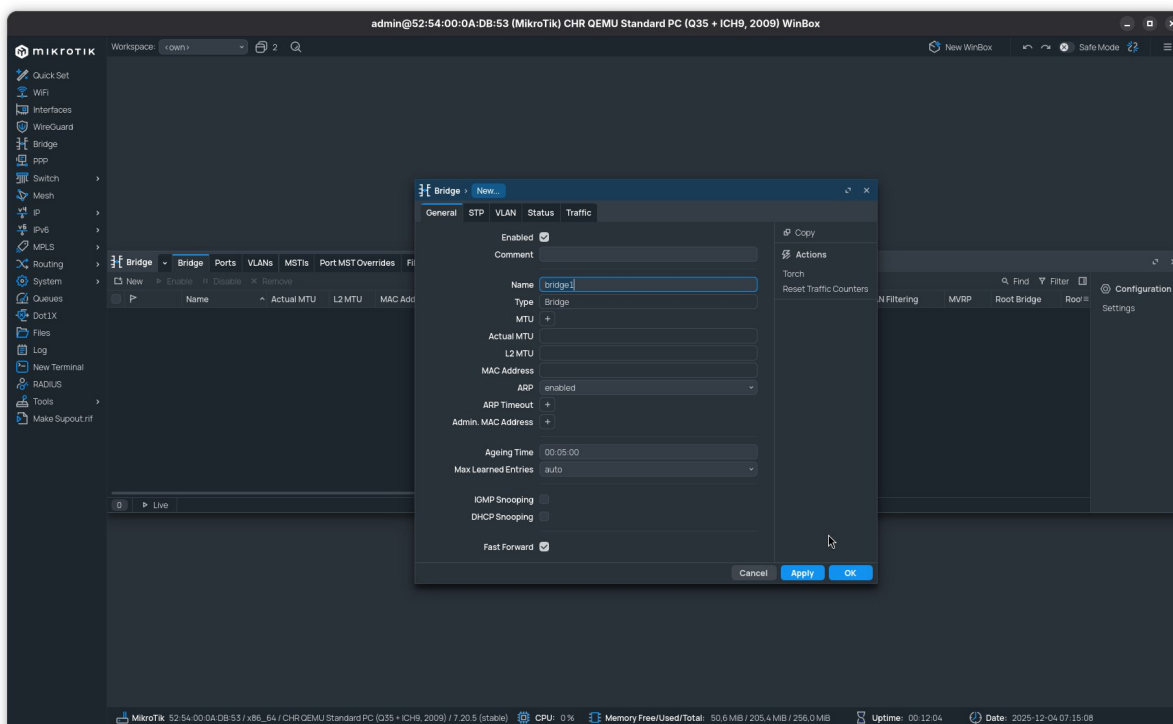 admin@52:54:00:0A:DB:53 (MikroTik) CHR QEMU Standard PC (Q35 + ICH9, 2009) WinBox
MIKROTIK
Workspace: <own> 2
New WinBox Safe Mode
Quick Set
WiFi
Interfaces
WireGuard
Bridge
PPP
Switch
Mesh
IP
IPv6
MPLS
Routing
System
Queues
Dot1X
Files
Log
New Terminal
RADIUS
Tools
Make Supout.rif
Bridge Bridge Ports VLANs MSTIs Port MST Overrides
New Enable Disable Remove
Find Filter
Name Actual MTU L2 MTU
MVRP Root Bridge
Configuration
Settings
0 Live
Bridge New...
General STP VLAN Status Traffic
Enabled
Comment
Name bridge1
Type Bridge
MTU +
Actual MTU
L2 MTU
MAC Address
ARP enabled
ARP Timeout +
Admin. MAC Address +
Ageing Time 00:05:00
Max Learned Entries auto
IGMP Snooping
DHCP Snooping
Fast Forward
Copy
Actions
Torch
Reset Traffic Counters
Cancel Apply OK
MikroTik 52:54:00:0A:DB:53 / x86_64 / CHR QEMU Standard PC (Q35 + ICH9, 2009) / 7.20.5 (stable) CPU: 0% Memory Free/Used/Total: 50,6 MiB / 205,4 MiB / 256,0 MiB Uptime: 00:12:04 Date: 2025-12-04 07:15:08